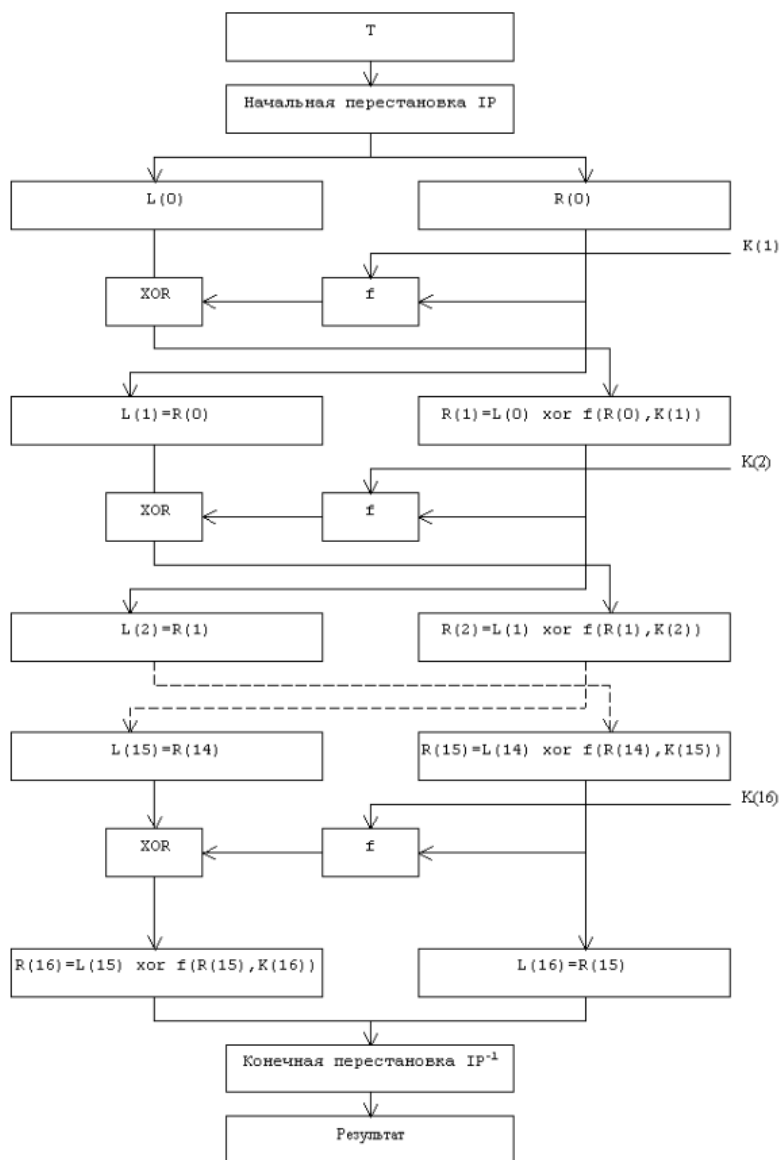 T
Начальная перестановка IP
L(0)
R(0)
K(1)
XOR
f
L(1)=R(0)
R(1)=L(0) xor f(R(0),K(1))
K(2)
XOR
f
L(2)=R(1)
R(2)=L(1) xor f(R(1),K(2))
L(15)=R(14)
R(15)=L(14) xor f(R(14),K(15))
K(16)
XOR
f
R(16)=L(15) xor f(R(15),K(16))
L(16)=R(15)
Конечная перестановка IP⁻¹
Результат